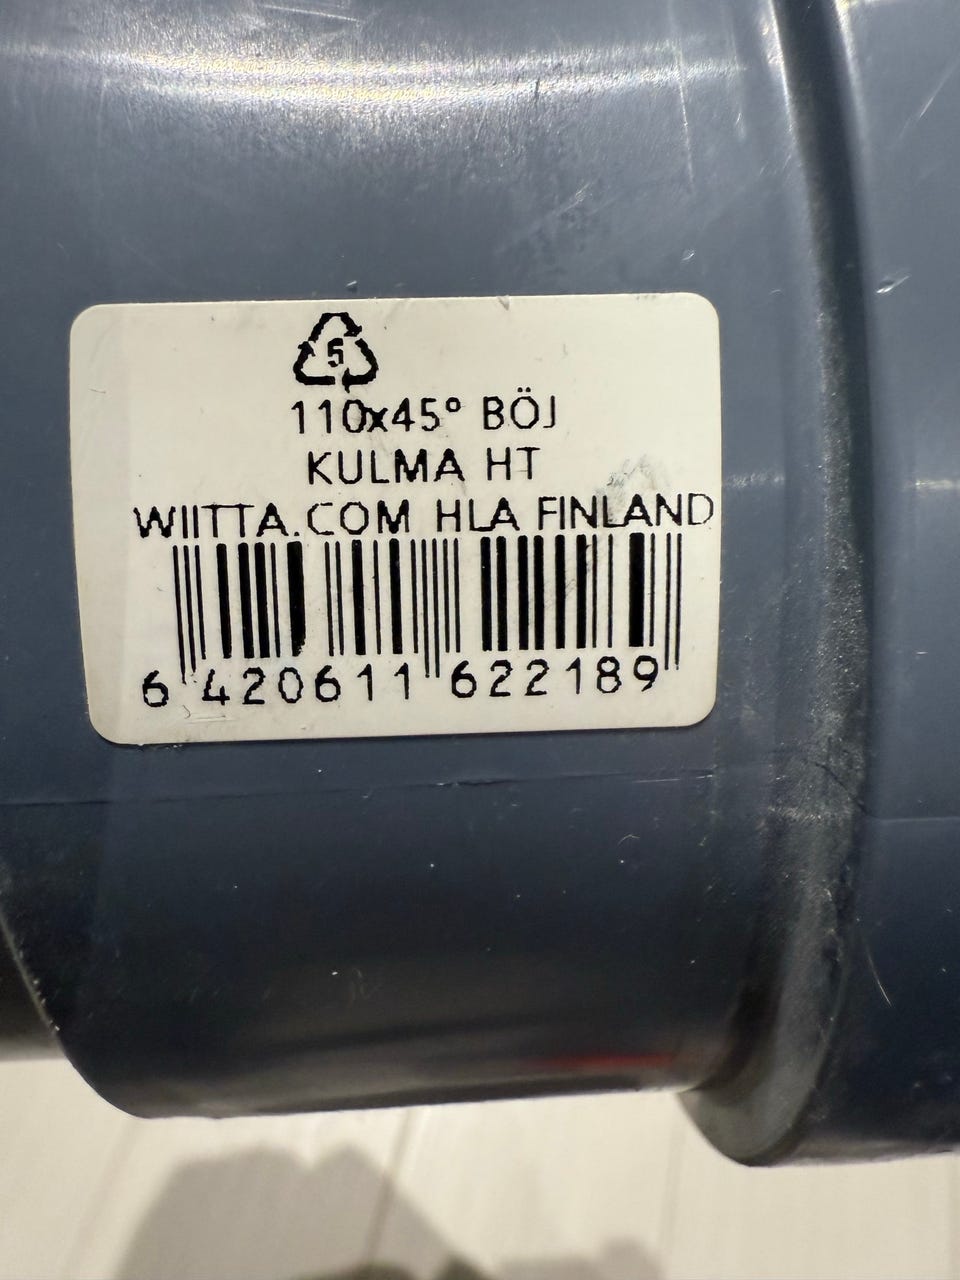 5
110x45° BÖJ
KULMA HT
WIITTA.COM HLA FINLAND
6 420611 622189